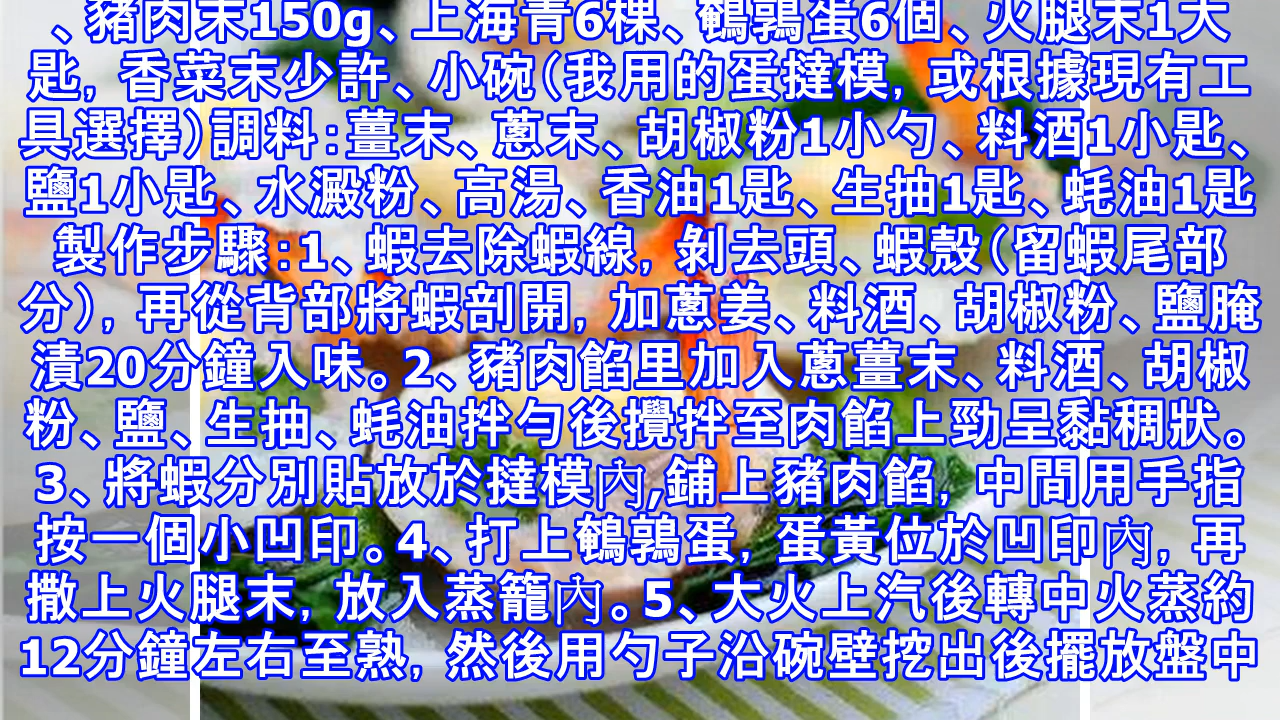 、豬肉末150g、上海青6棵、鵪鶉蛋6個、火腿末1大
匙, 香菜末少許、小碗(我用的蛋撻模, 或根據現有工
具選擇)調料:薑末、蔥末、胡椒粉1小勺、料酒1小匙、
鹽1小匙、水澱粉、高湯、香油1匙、生抽1匙、蚝油1匙
製作步驟:1、蝦去除蝦線, 剝去頭、蝦殼(留蝦尾部
分), 再從背部將蝦剖開, 加蔥姜、料酒、胡椒粉、鹽腌
漬20分鐘入味。2、豬肉餡里加入蔥薑末、料酒、胡椒
粉、鹽、生抽、蚝油拌勻後攪拌至肉餡上勁呈黏稠狀。
3、將蝦分別貼放於撻模內,鋪上豬肉餡, 中間用手指
按一個小凹印。4、打上鵪鶉蛋, 蛋黃位於凹印內, 再
撒上火腿末, 放入蒸籠內。5、大火上汽後轉中火蒸約
12分鐘左右至熟, 然後用勺子沿碗壁挖出後擺放盤中